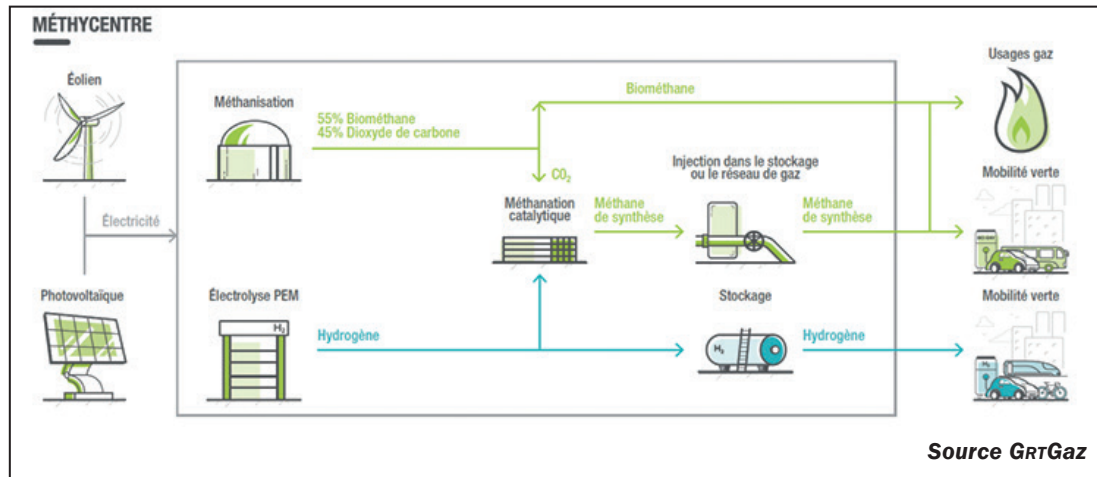 MÉTHYCENTRE
Éolien
Méthanisation
55% Biométhane
45% Dioxyde de carbone
Biométhane
Usages gaz
CO₂
Électricité
Méthanation
catalytique
Méthane
de synthèse
Injection dans le stockage
ou le réseau de gaz
Méthane
de synthèse
Mobilité verte
Photovoltaïque
Électrolyse PEM
H₂
Hydrogène
Stockage
H₂
Hydrogène
Mobilité verte
H₂
Source GRTGaz